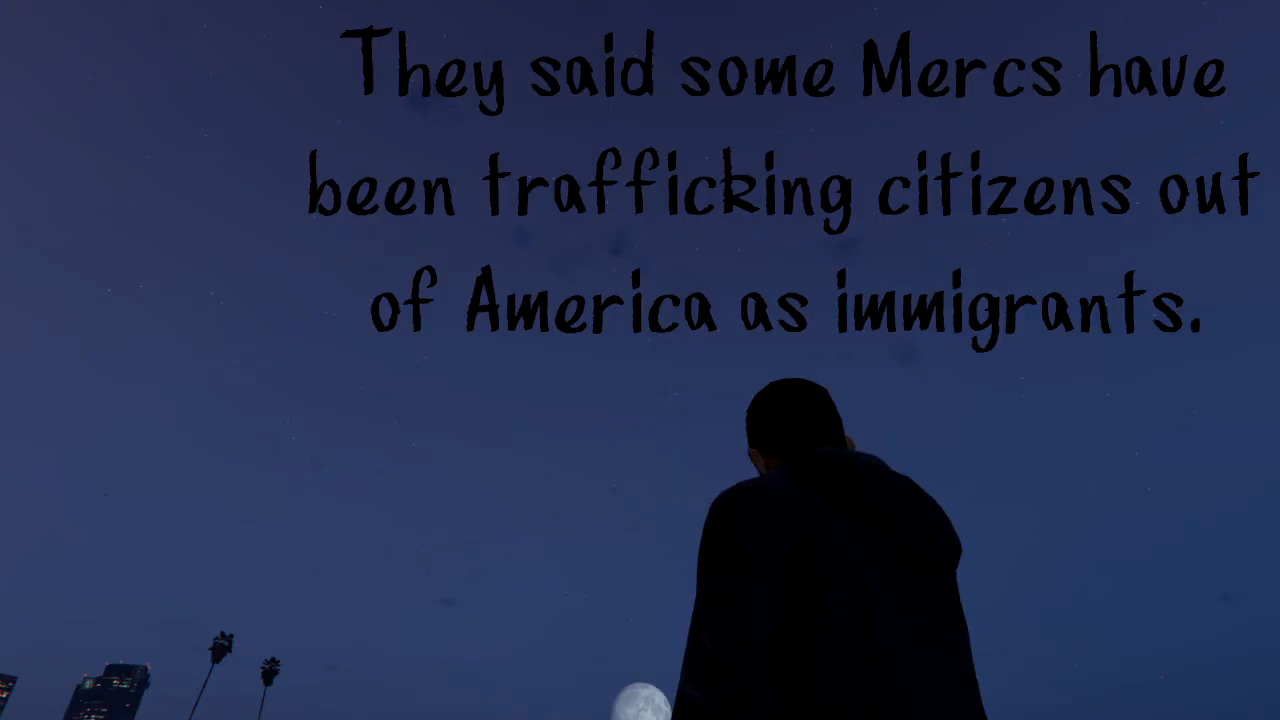 They said some Mercs have
been trafficking citizens out
of America as immigrants.